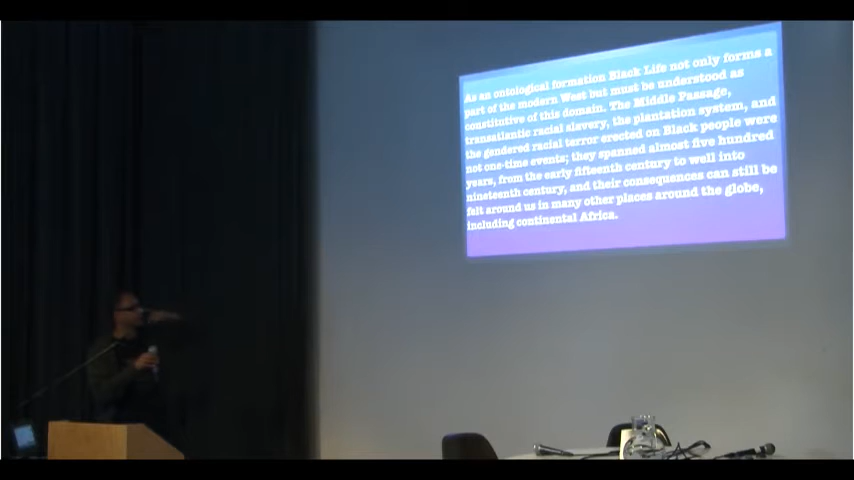 As an ontological formation Black Life not only forms a
part of the modern West but must be understood as
constitutive of this domain. The Middle Passage,
transatlantic racial slavery, the plantation system, and
the gendered racial terror erected on Black people were
not one-time events; they spanned almost five hundred
years, from the early fifteenth century to well into
nineteenth century, and their consequences can still be
felt around us in many other places around the globe,
including continental Africa.